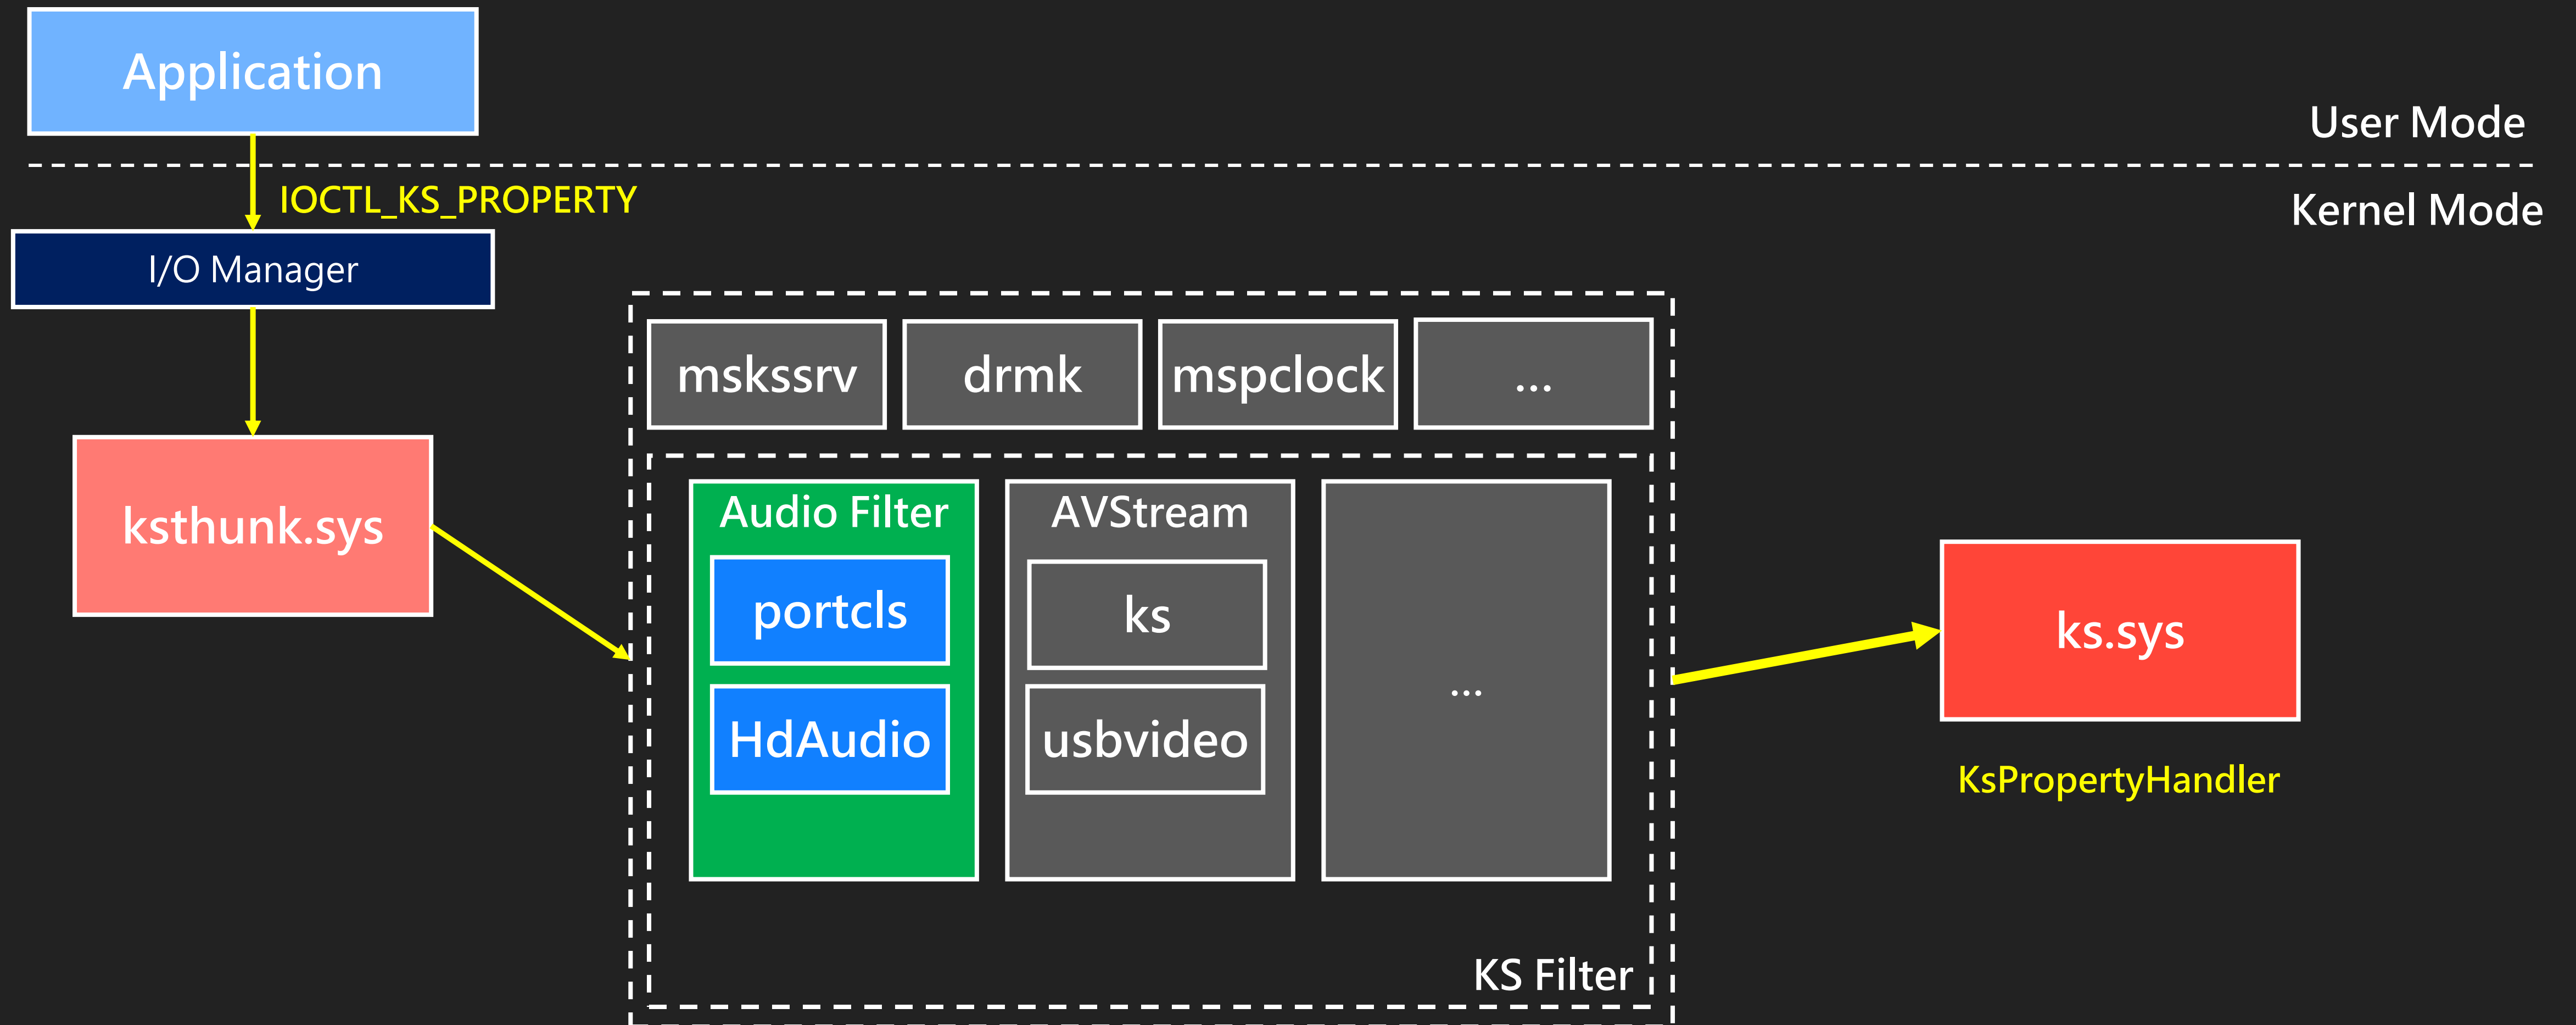 Application
User Mode
IOCTL_KS_PROPERTY
Kernel Mode
I/O Manager
mskssrv
drmk
mspclock
...
ksthunk.sys
Audio Filter
AVStream
portcls
ks
ks.sys
HdAudio
usbvideo
...
KsPropertyHandler
KS Filter